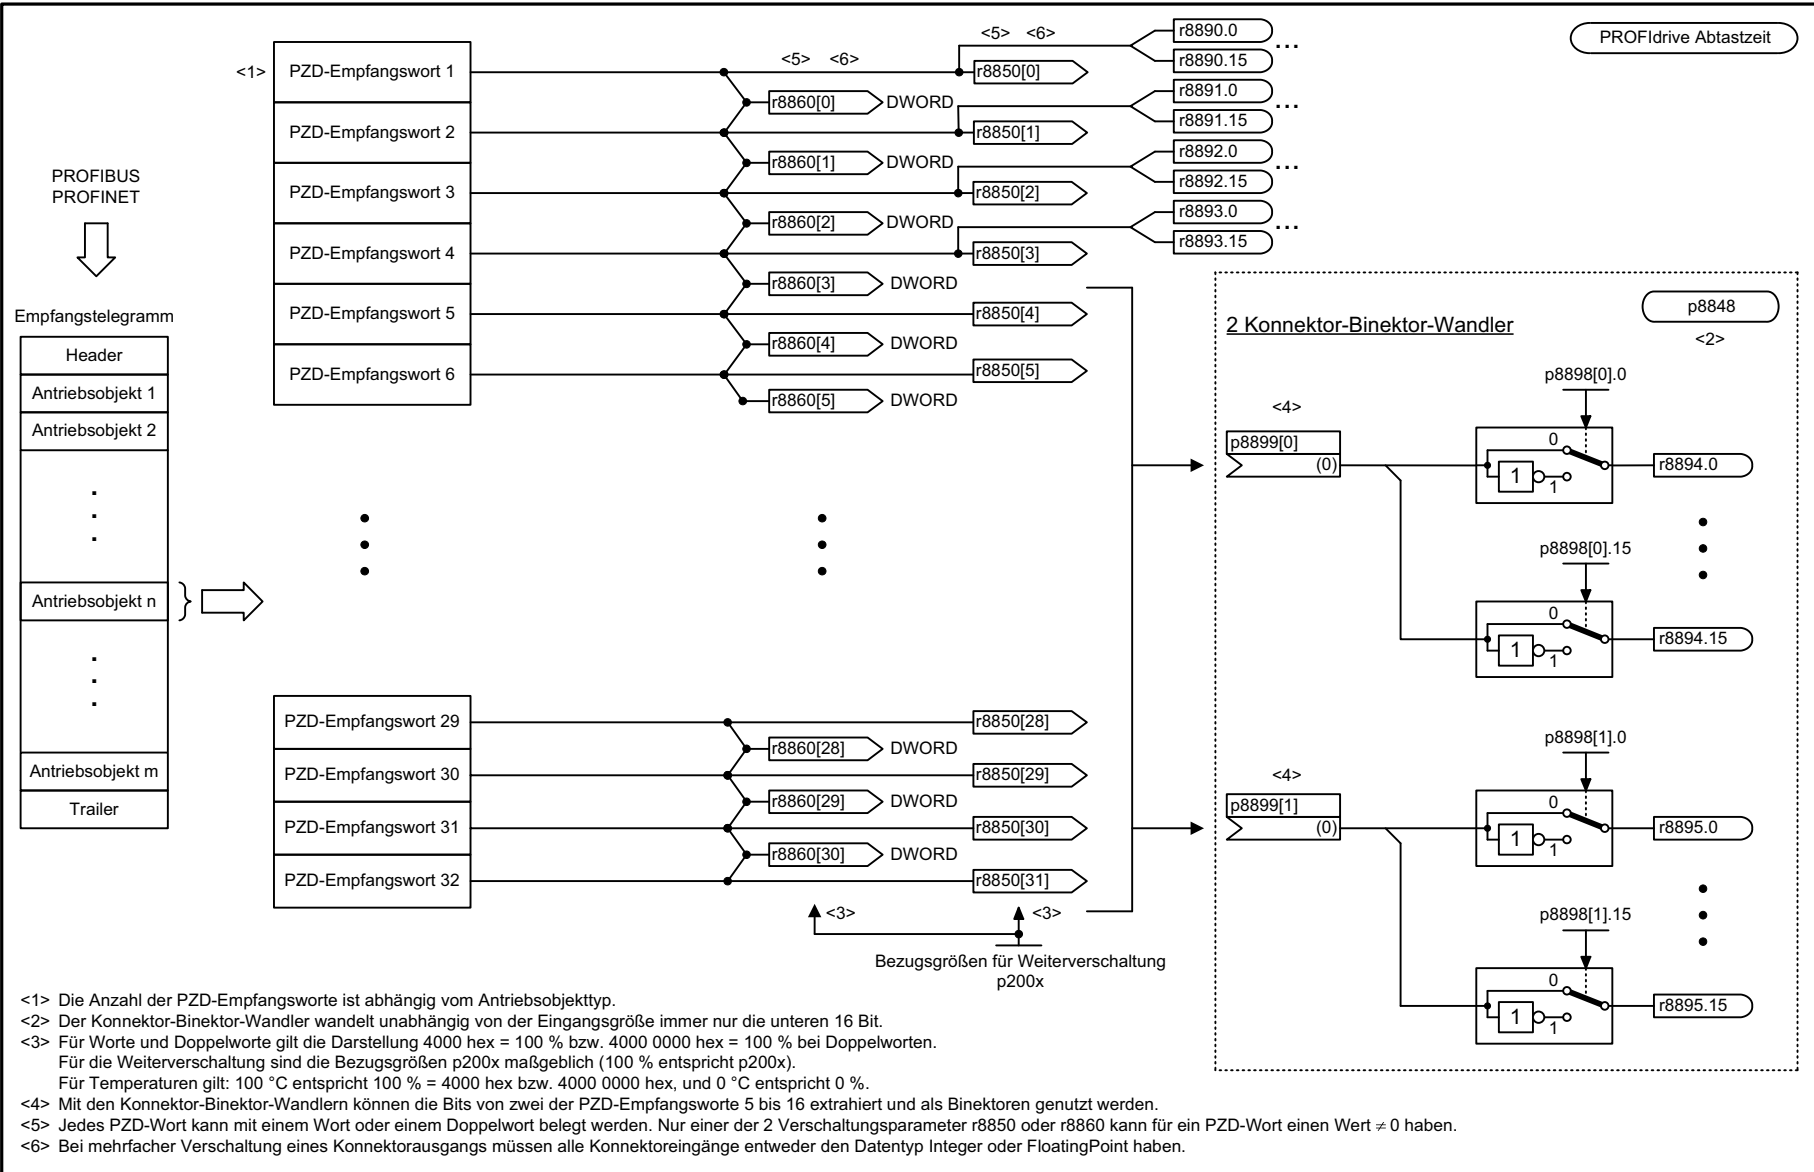 PROFIdrive Abtastzeit
<1>
PZD-Empfangswort 1
PZD-Empfangswort 2
PZD-Empfangswort 3
PZD-Empfangswort 4
PZD-Empfangswort 5
PZD-Empfangswort 6
<5> <6>
r8860[0] DWORD
r8860[1] DWORD
r8860[2] DWORD
r8860[3] DWORD
r8860[4] DWORD
r8860[5] DWORD
<5> <6>
r8850[0]
r8850[1]
r8850[2]
r8850[3]
r8850[4]
r8850[5]
r8890.0
...
r8890.15
r8891.0
...
r8891.15
r8892.0
...
r8892.15
r8893.0
...
r8893.15
PROFIBUS
PROFINET
Empfangstelegramm
Header
Antriebsobjekt 1
Antriebsobjekt 2
Antriebsobjekt n
Antriebsobjekt m
Trailer
PZD-Empfangswort 29
PZD-Empfangswort 30
PZD-Empfangswort 31
PZD-Empfangswort 32
r8860[28] DWORD
r8860[29] DWORD
r8860[30] DWORD
r8850[28]
r8850[29]
r8850[30]
r8850[31]
<3>
<3>
Bezugsgrößen für Weiterverschaltung
p200x
2 Konnektor-Binektor-Wandler
p8848
<2>
<4>
p8899[0]
(0)
p8898[0].0
0
1
1
r8894.0
p8898[0].15
0
1
1
r8894.15
<4>
p8899[1]
(0)
p8898[1].0
0
1
1
r8895.0
p8898[1].15
0
1
1
r8895.15
<1> Die Anzahl der PZD-Empfangsworte ist abhängig vom Antriebsobjekttyp.
<2> Der Konnektor-Binektor-Wandler wandelt unabhängig von der Eingangsgröße immer nur die unteren 16 Bit.
<3> Für Worte und Doppelworte gilt die Darstellung 4000 hex = 100 % bzw. 4000 0000 hex = 100 % bei Doppelworten.
Für die Weiterverschaltung sind die Bezugsgrößen p200x maßgeblich (100 % entspricht p200x).
Für Temperaturen gilt: 100 °C entspricht 100 % = 4000 hex bzw. 4000 0000 hex, und 0 °C entspricht 0 %.
<4> Mit den Konnektor-Binektor-Wandlern können die Bits von zwei der PZD-Empfangsworte 5 bis 16 extrahiert und als Binektoren genutzt werden.
<5> Jedes PZD-Wort kann mit einem Wort oder einem Doppelwort belegt werden. Nur einer der 2 Verschaltungsparameter r8850 oder r8860 kann für ein PZD-Wort einen Wert ≠ 0 haben.
<6> Bei mehrfacher Verschaltung eines Konnektorausgangs müssen alle Konnektoreingänge entweder den Datentyp Integer oder FloatingPoint haben.